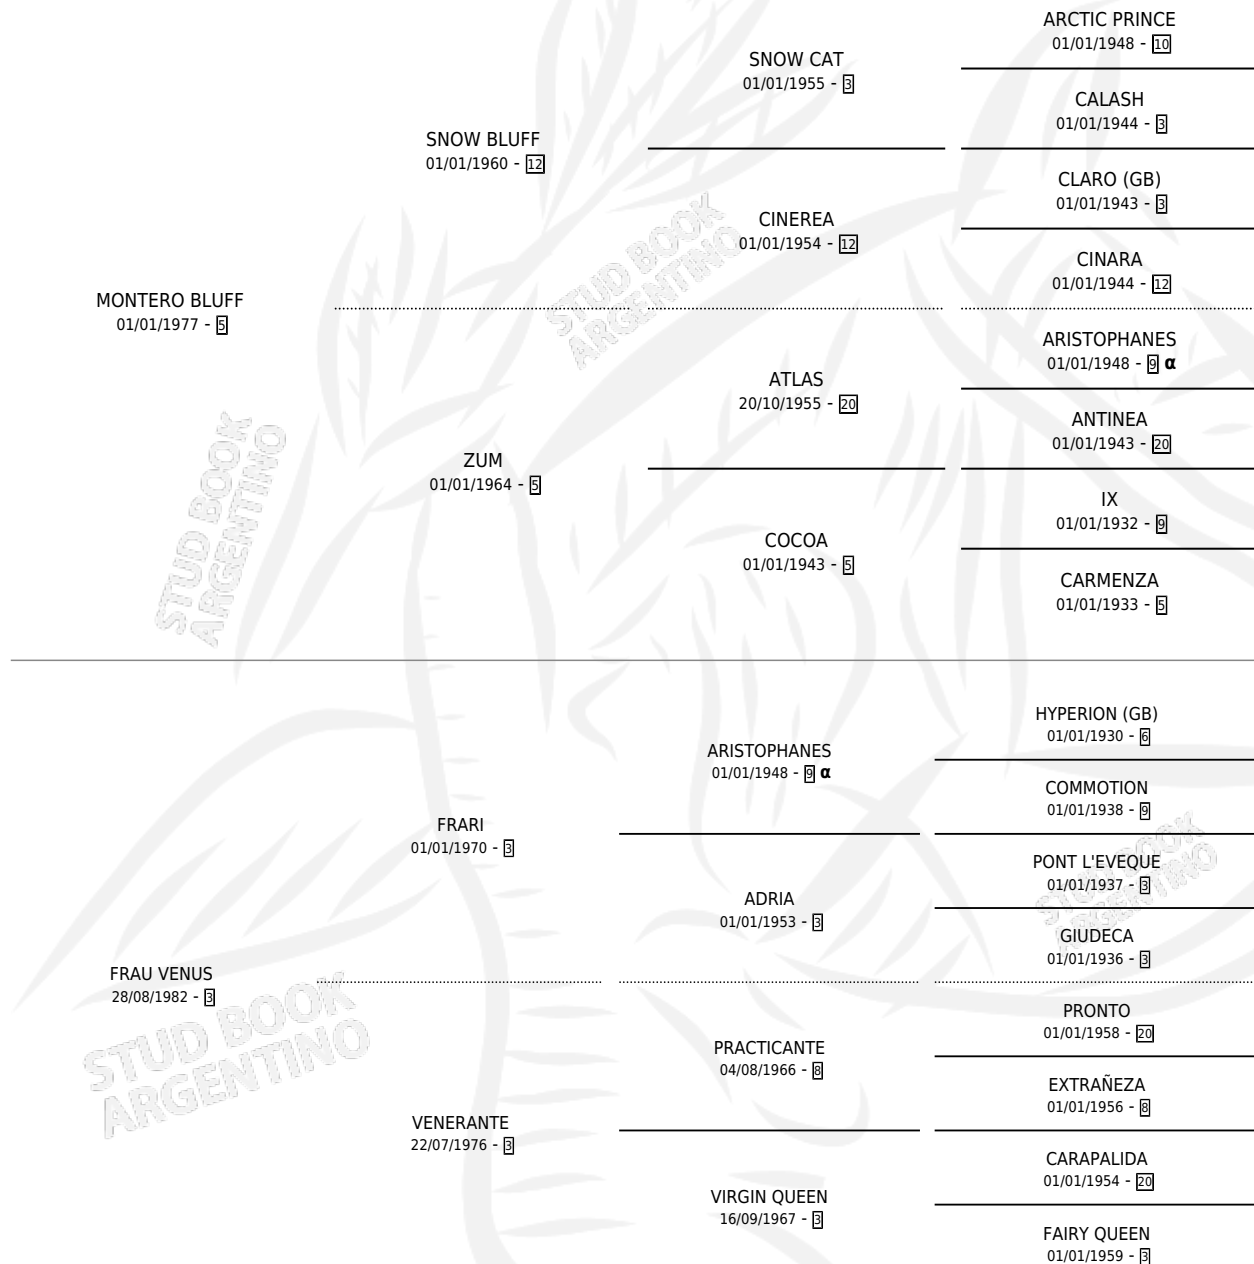 ARCTIC PRINCE
01/01/1948 - 10
SNOW CAT
01/01/1955 - 3
CALASH
01/01/1944 - 3
SNOW BLUFF
01/01/1960 - 12
CLARO (GB)
01/01/1943 - 3
CINEREA
01/01/1954 - 12
CINARA
01/01/1944 - 12
MONTERO BLUFF
01/01/1977 - 5
ARISTOPHANES
01/01/1948 - 9 α
ATLAS
20/10/1955 - 20
ANTINEA
01/01/1943 - 20
ZUM
01/01/1964 - 5
IX
01/01/1932 - 9
COCOA
01/01/1943 - 5
CARMENZA
01/01/1933 - 5
HYPERION (GB)
01/01/1930 - 6
ARISTOPHANES
01/01/1948 - 9 α
COMMOTION
01/01/1938 - 9
FRARI
01/01/1970 - 3
PONT L'EVEQUE
01/01/1937 - 3
ADRIA
01/01/1953 - 3
GIUDECA
01/01/1936 - 3
FRAU VENUS
28/08/1982 - 3
PRONTO
01/01/1958 - 20
PRACTICANTE
04/08/1966 - 8
EXTRAÑEZA
01/01/1956 - 8
VENERANTE
22/07/1976 - 3
CARAPALIDA
01/01/1954 - 20
VIRGIN QUEEN
16/09/1967 - 3
FAIRY QUEEN
01/01/1959 - 3
STUD BOOK
ARGENTINO
STUD BOOK
ARGENTINO
STUD BOOK
ARGENTINO
STUD BOOK
ARGENTINO